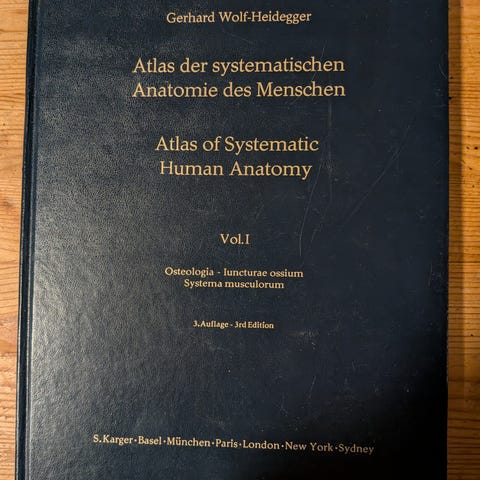 Gerhard Wolf-Heidegger
Atlas der systematischen
Anatomie des Menschen
Atlas of Systematic
Human Anatomy
Vol.I
Osteologia - Iuncturae ossium
Systema musculorum
3.Auflage - 3rd Edition
S.Karger·Basel·München·Paris·London·New York·Sydney